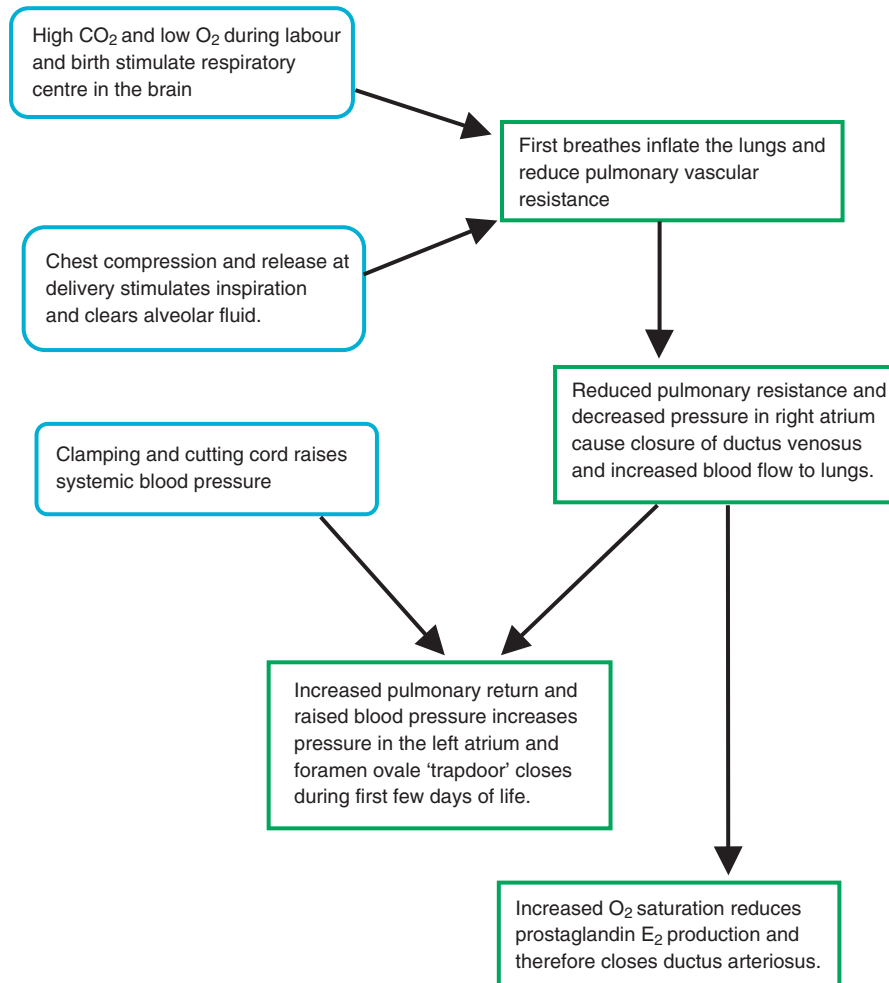 High CO₂ and low O₂ during labour
and birth stimulate respiratory
centre in the brain
First breathes inflate the lungs and
reduce pulmonary vascular
resistance
Chest compression and release at
delivery stimulates inspiration
and clears alveolar fluid.
Reduced pulmonary resistance and
decreased pressure in right atrium
cause closure of ductus venosus
and increased blood flow to lungs.
Clamping and cutting cord raises
systemic blood pressure
Increased pulmonary return and
raised blood pressure increases
pressure in the left atrium and
foramen ovale ‘trapdoor’ closes
during first few days of life.
Increased O₂ saturation reduces
prostaglandin E₂ production and
therefore closes ductus arteriosus.